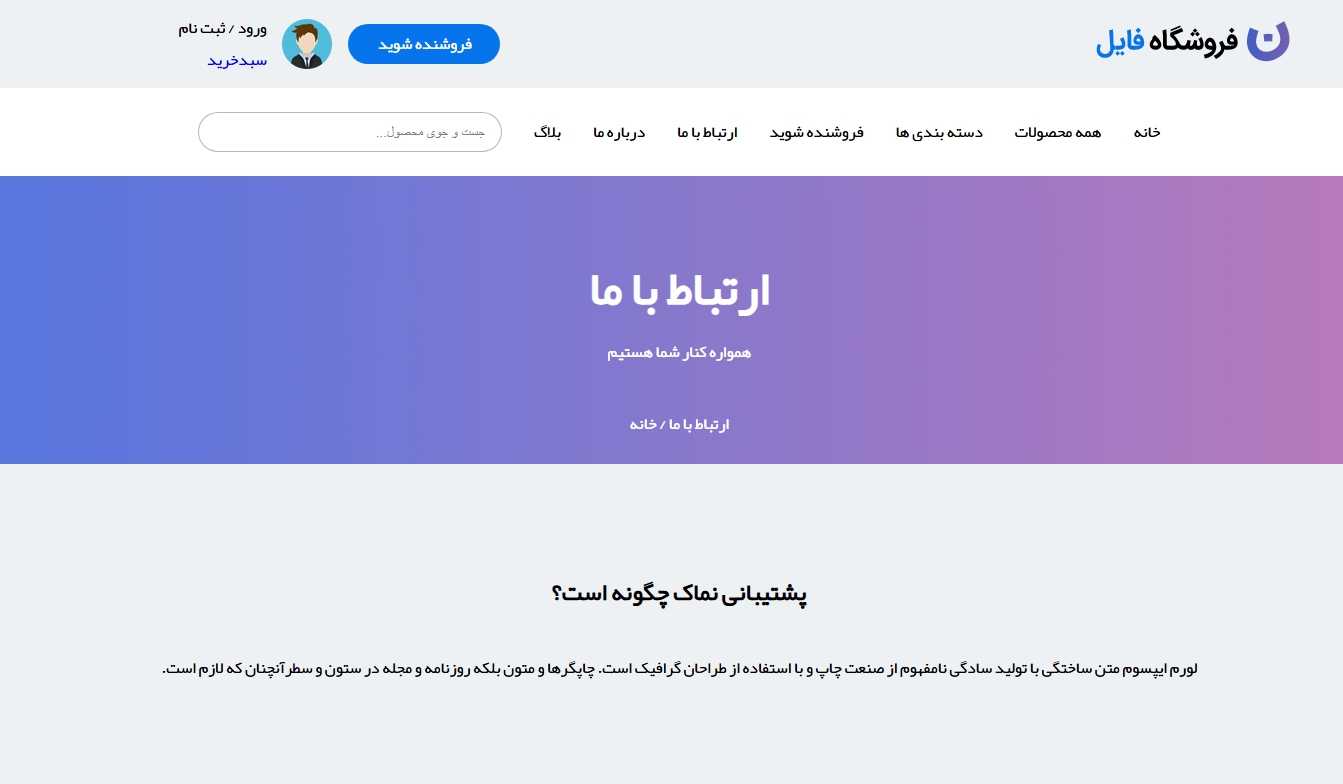 فروشگاه فایل
فروشنده شوید
ورود / ثبت نام
سبدخرید
خانه
همه محصولات
دسته بندی ها
فروشنده شوید
ارتباط با ما
درباره ما
بلاگ
جست و جوی محصول...
ارتباط با ما
همواره کنار شما هستیم
ارتباط با ما / خانه
پشتیبانی نماک چگونه است؟
لورم ایپسوم متن ساختگی با تولید سادگی نامفهوم از صنعت چاپ و با استفاده از طراحان گرافیک است. چاپگرها و متون بلکه روزنامه و مجله در ستون و سطرآنچنان که لازم است.